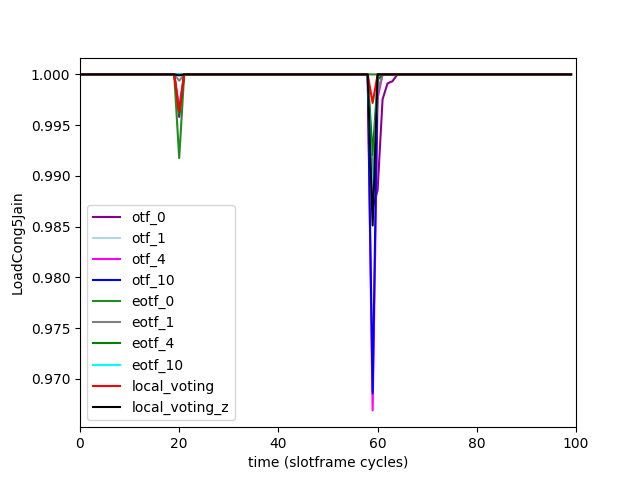 1.000
0.995
0.990
0.985
0.980
0.975
0.970
LoadCong5Jain
otf_0
otf_1
otf_4
otf_10
eotf_0
eotf_1
eotf_4
eotf_10
local_voting
local_voting_z
0 20 40 60 80 100
time (slotframe cycles)